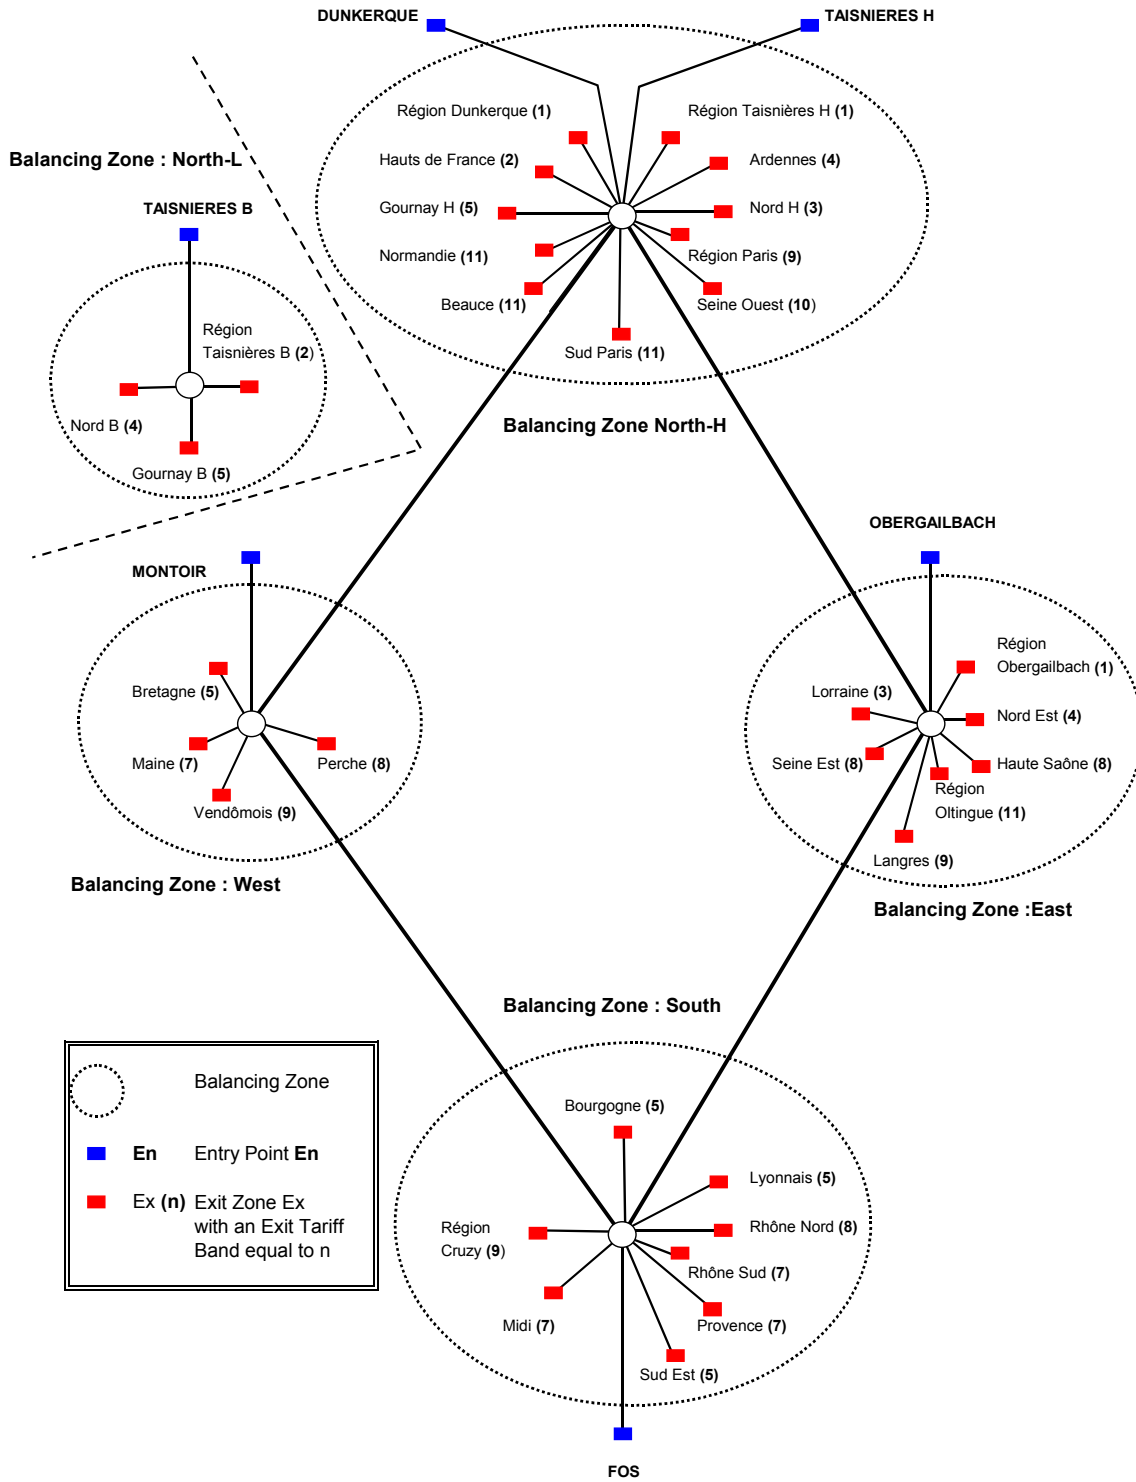 DUNKERQUE
TAISNIERES H
Région Dunkerque (1)
Région Taisnières H (1)
Hauts de France (2)
Ardennes (4)
Balancing Zone : North-L
TAISNIERES B
Gournay H (5)
Nord H (3)
Normandie (11)
Région Paris (9)
Beauce (11)
Seine Ouest (10)
Sud Paris (11)
Région
Taisnières B (2)
Nord B (4)
Gournay B (5)
Balancing Zone North-H
OBERGAILBACH
MONTOIR
Région
Obergailbach (1)
Bretagne (5)
Lorraine (3)
Nord Est (4)
Maine (7)
Perche (8)
Seine Est (8)
Haute Saône (8)
Vendômois (9)
Région
Oltingue (11)
Langres (9)
Balancing Zone : West
Balancing Zone :East
Balancing Zone : South
Balancing Zone
En Entry Point En
Ex (n) Exit Zone Ex
with an Exit Tariff
Band equal to n
Bourgogne (5)
Lyonnais (5)
Région
Cruzy (9)
Rhône Nord (8)
Rhône Sud (7)
Midi (7)
Provence (7)
Sud Est (5)
FOS